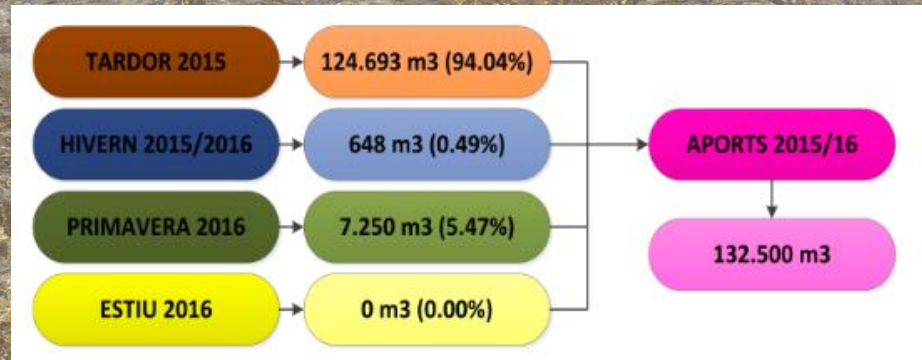 TARDOR 2015
124.693 m3 (94.04%)
HIVERN 2015/2016
648 m3 (0.49%)
APORTS 2015/16
PRIMAVERA 2016
7.250 m3 (5.47%)
132.500 m3
ESTIU 2016
0 m3 (0.00%)